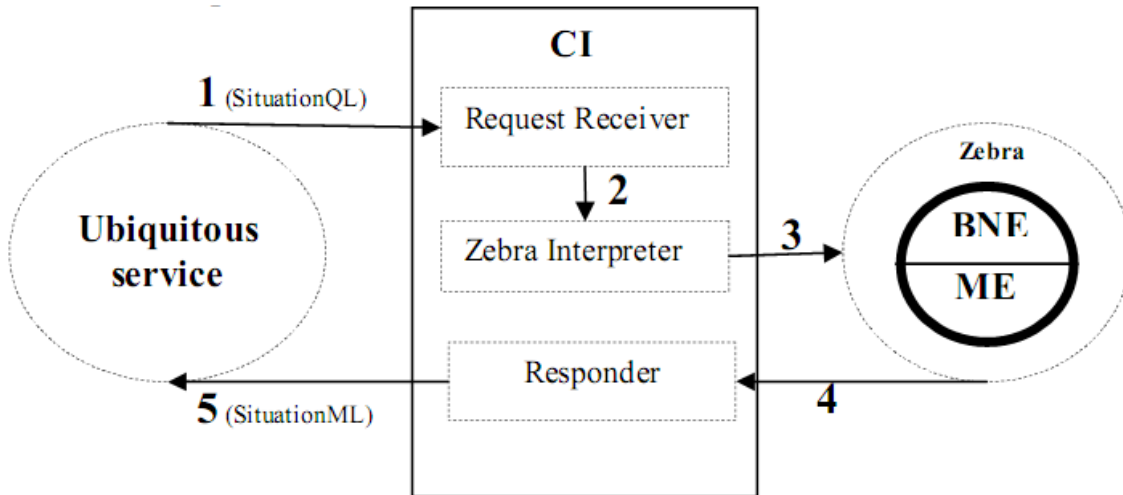 CI
1 (SituationQL)
Request Receiver
2
Zebra
Ubiquitous
service
Zebra Interpreter
3
BNE
ME
Responder
4
5 (SituationML)